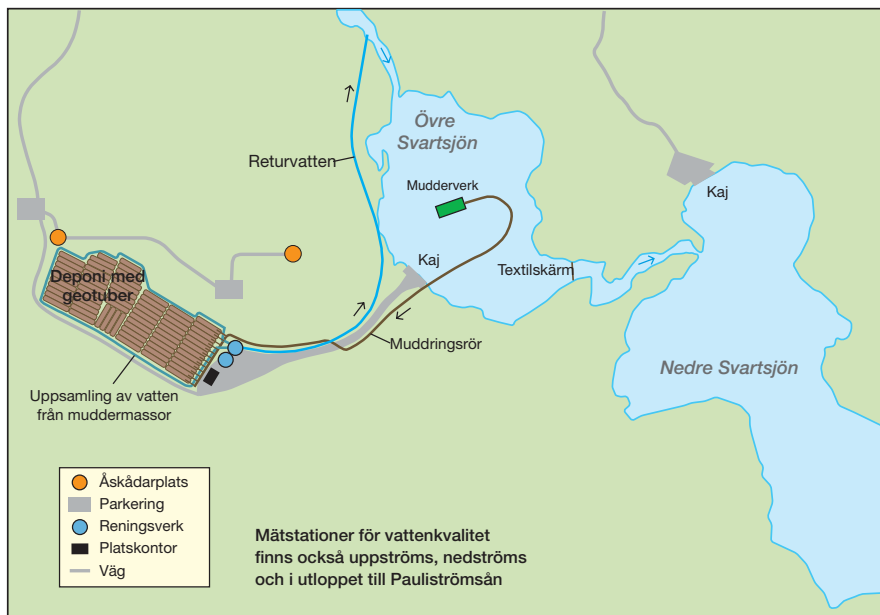 Övre
Svartsjön
Returvatten
Mudderverk
Kaj
Kaj
Textilskärm
Deponi med
geotuber
Muddringsrör
Nedre Svartsjön
Uppsamling av vatten
från muddermassor
Åskådarplats
Parkering
Reningsverk
Platskontor
Väg
Mätstationer för vattenkvalitet
finns också uppströms, nedströms
och i utloppet till Pauliströmsån